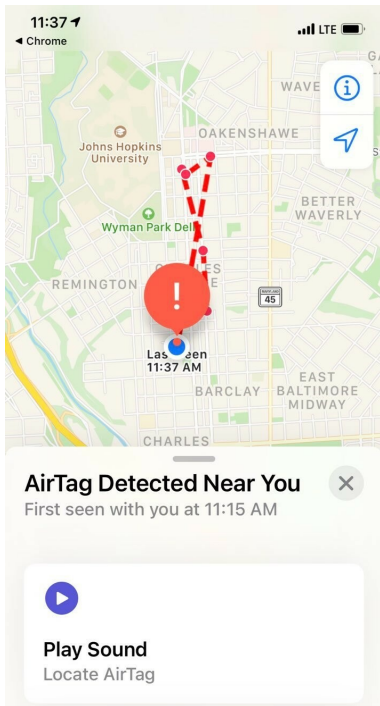 11:37
LTE
◀ Chrome
WAVE
OAKENSHAWE
Johns Hopkins
University
BETTER
WAVERLY
Wyman Park Dell
REMINGTON
45
Last seen
11:37 AM
EAST
BARCLAY
BALTIMORE
MIDWAY
CHARLES
AirTag Detected Near You
First seen with you at 11:15 AM
Play Sound
Locate AirTag